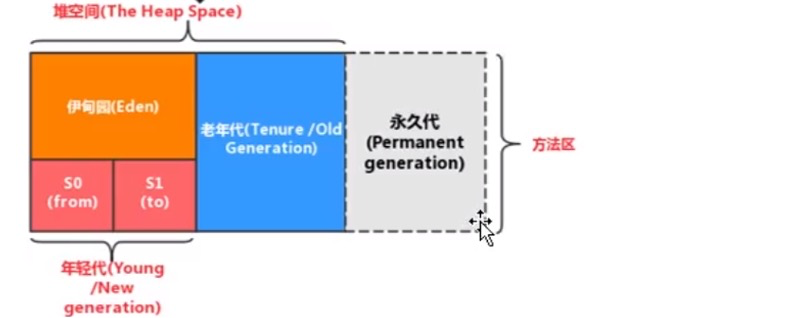 堆空间(The Heap Space)
伊甸园(Eden)
老年代(Tenure /Old
Generation)
永久代
(Permanent
generation)
方法区
S0
(from)
S1
(to)
年轻代(Young
/New
generation)